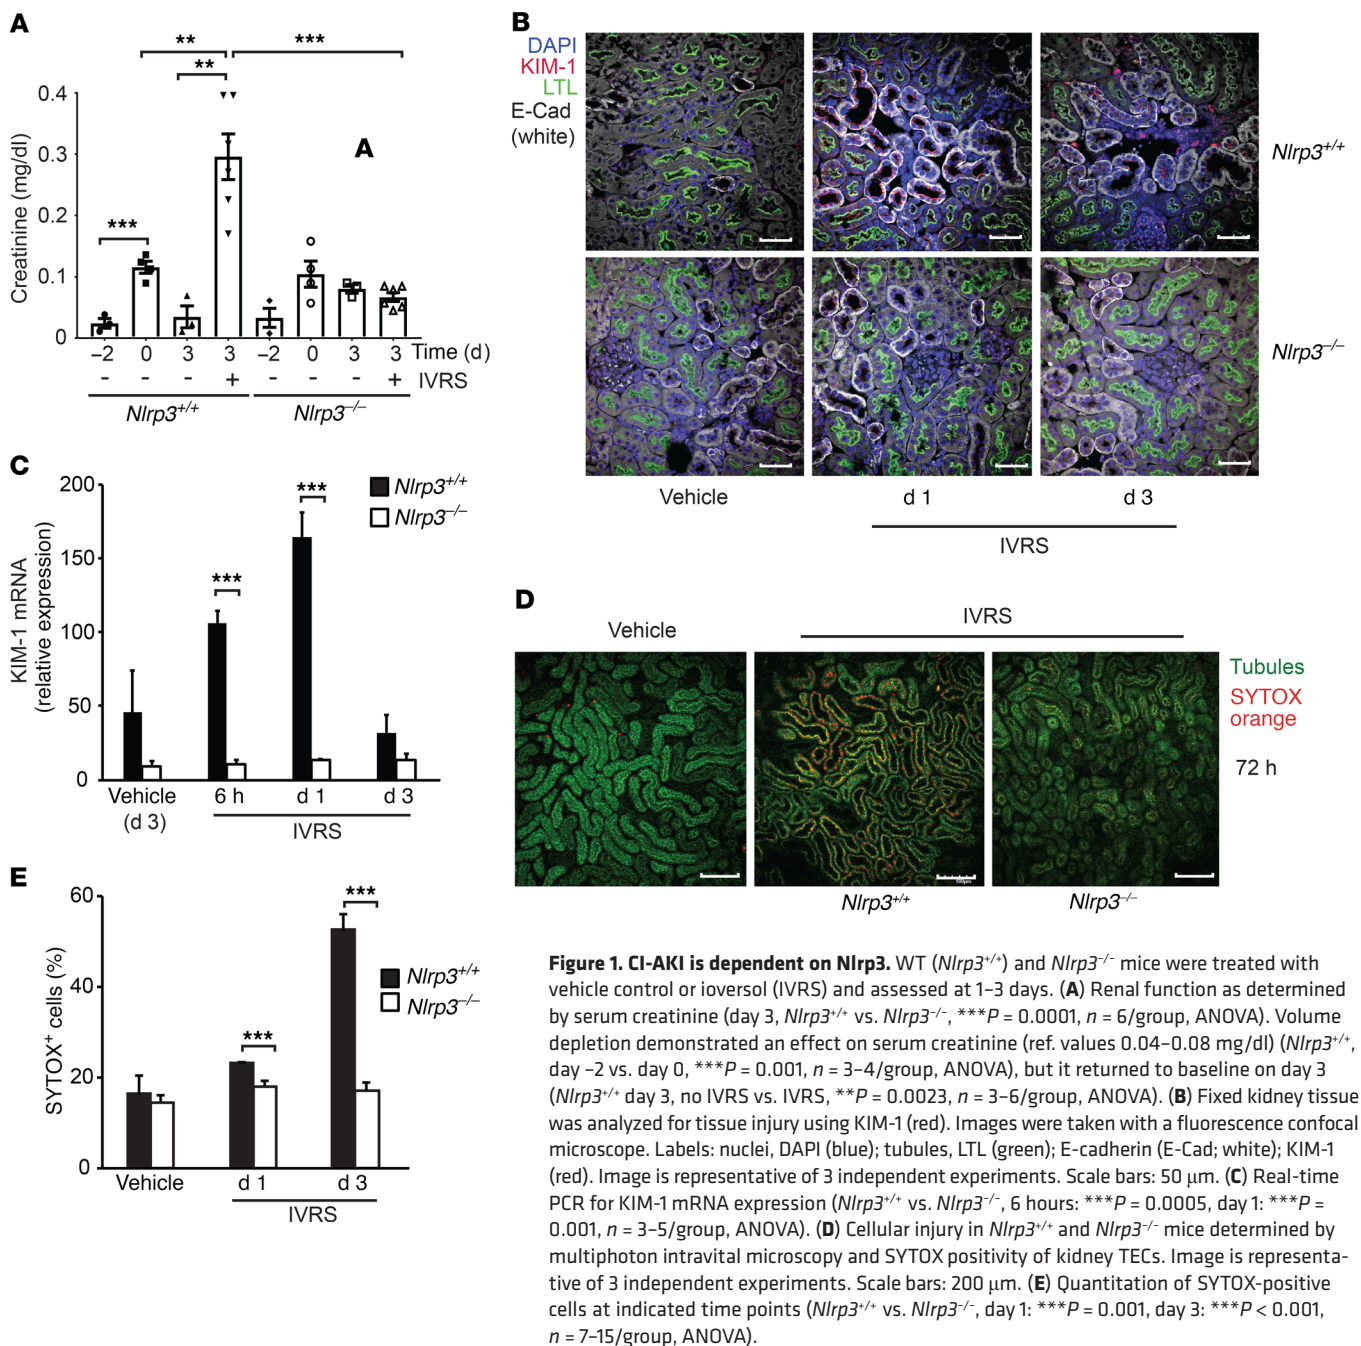 A
** ***
**
0.4
0.3
A
0.2
***
0.1
0
Creatinine (mg/dl)
–2 0 3 3 –2 0 3 3 Time (d)
- - - + - - - + IVRS
Nlrp3+/+ Nlrp3–/–
B
DAPI
KIM-1
LTL
E-Cad
(white)
Nlrp3+/+
Nlrp3–/–
Vehicle d 1 d 3
IVRS
C
200
150
100
50
0
KIM-1 mRNA
(relative expression)
Nlrp3+/+
Nlrp3–/–
***
***
Vehicle 6 h d 1 d 3
(d 3) IVRS
D
Vehicle IVRS
Tubules
SYTOX
orange
72 h
100µm
Nlrp3+/+ Nlrp3–/–
E
60
40
20
0
SYTOX+ cells (%)
***
***
Nlrp3+/+
Nlrp3–/–
Vehicle d 1 d 3
IVRS
Figure 1. CI-AKI is dependent on Nlrp3. WT (Nlrp3+/+) and Nlrp3–/– mice were treated with
vehicle control or ioversol (IVRS) and assessed at 1–3 days. (A) Renal function as determined
by serum creatinine (day 3, Nlrp3+/+ vs. Nlrp3–/–, ***P = 0.0001, n = 6/group, ANOVA). Volume
depletion demonstrated an effect on serum creatinine (ref. values 0.04–0.08 mg/dl) (Nlrp3+/+,
day –2 vs. day 0, ***P = 0.001, n = 3–4/group, ANOVA), but it returned to baseline on day 3
(Nlrp3+/+ day 3, no IVRS vs. IVRS, **P = 0.0023, n = 3–6/group, ANOVA). (B) Fixed kidney tissue
was analyzed for tissue injury using KIM-1 (red). Images were taken with a fluorescence confocal
microscope. Labels: nuclei, DAPI (blue); tubules, LTL (green); E-cadherin (E-Cad; white); KIM-1
(red). Image is representative of 3 independent experiments. Scale bars: 50 µm. (C) Real-time
PCR for KIM-1 mRNA expression (Nlrp3+/+ vs. Nlrp3–/–, 6 hours: ***P = 0.0005, day 1: ***P =
0.001, n = 3–5/group, ANOVA). (D) Cellular injury in Nlrp3+/+ and Nlrp3–/– mice determined by
multiphoton intravital microscopy and SYTOX positivity of kidney TECs. Image is representa-
tive of 3 independent experiments. Scale bars: 200 µm. (E) Quantitation of SYTOX-positive
cells at indicated time points (Nlrp3+/+ vs. Nlrp3–/–, day 1: ***P = 0.001, day 3: ***P < 0.001,
n = 7–15/group, ANOVA).